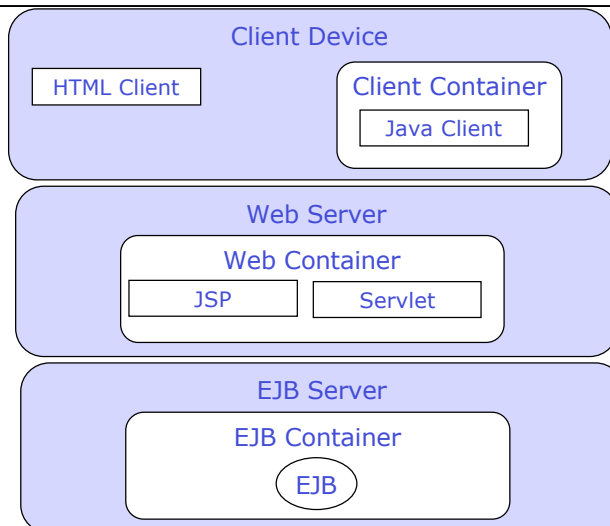 Client Device
HTML Client
Client Container
Java Client
Web Server
Web Container
JSP
Servlet
EJB Server
EJB Container
EJB